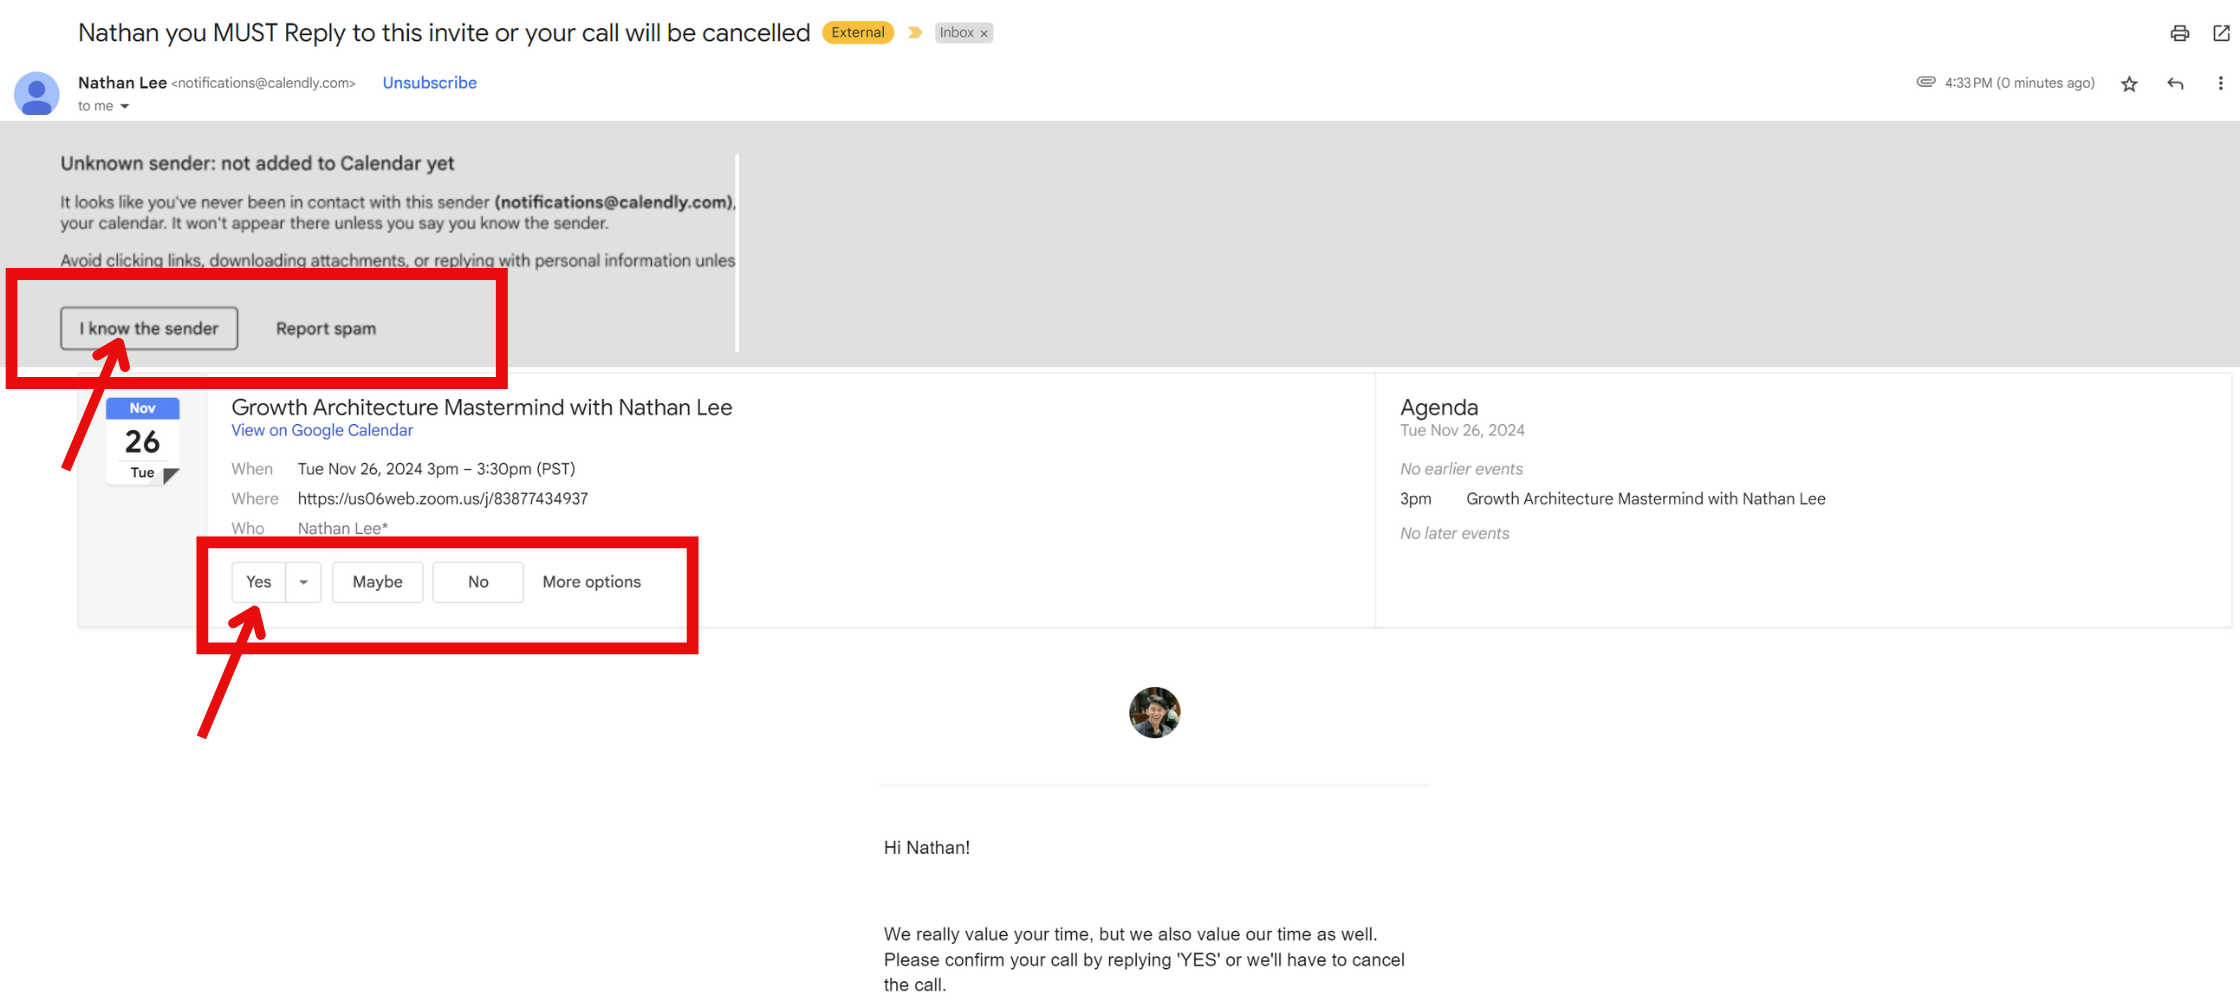 Nathan you MUST Reply to this invite or your call will be cancelled External Inbox ×
Nathan Lee <notifications@calendly.com> Unsubscribe 4:33 PM (0 minutes ago)
to me
Unknown sender: not added to Calendar yet
It looks like you've never been in contact with this sender (notifications@calendly.com),
your calendar. It won't appear there unless you say you know the sender.
Avoid clicking links, downloading attachments, or replying with personal information unles
I know the sender Report spam
Nov
26
Tue
Growth Architecture Mastermind with Nathan Lee
View on Google Calendar
When Tue Nov 26, 2024 3pm – 3:30pm (PST)
Where https://us06web.zoom.us/j/83877434937
Who Nathan Lee*
Yes Maybe No More options
Agenda
Tue Nov 26, 2024
No earlier events
3pm Growth Architecture Mastermind with Nathan Lee
No later events
Hi Nathan!
We really value your time, but we also value our time as well.
Please confirm your call by replying 'YES' or we'll have to cancel
the call.